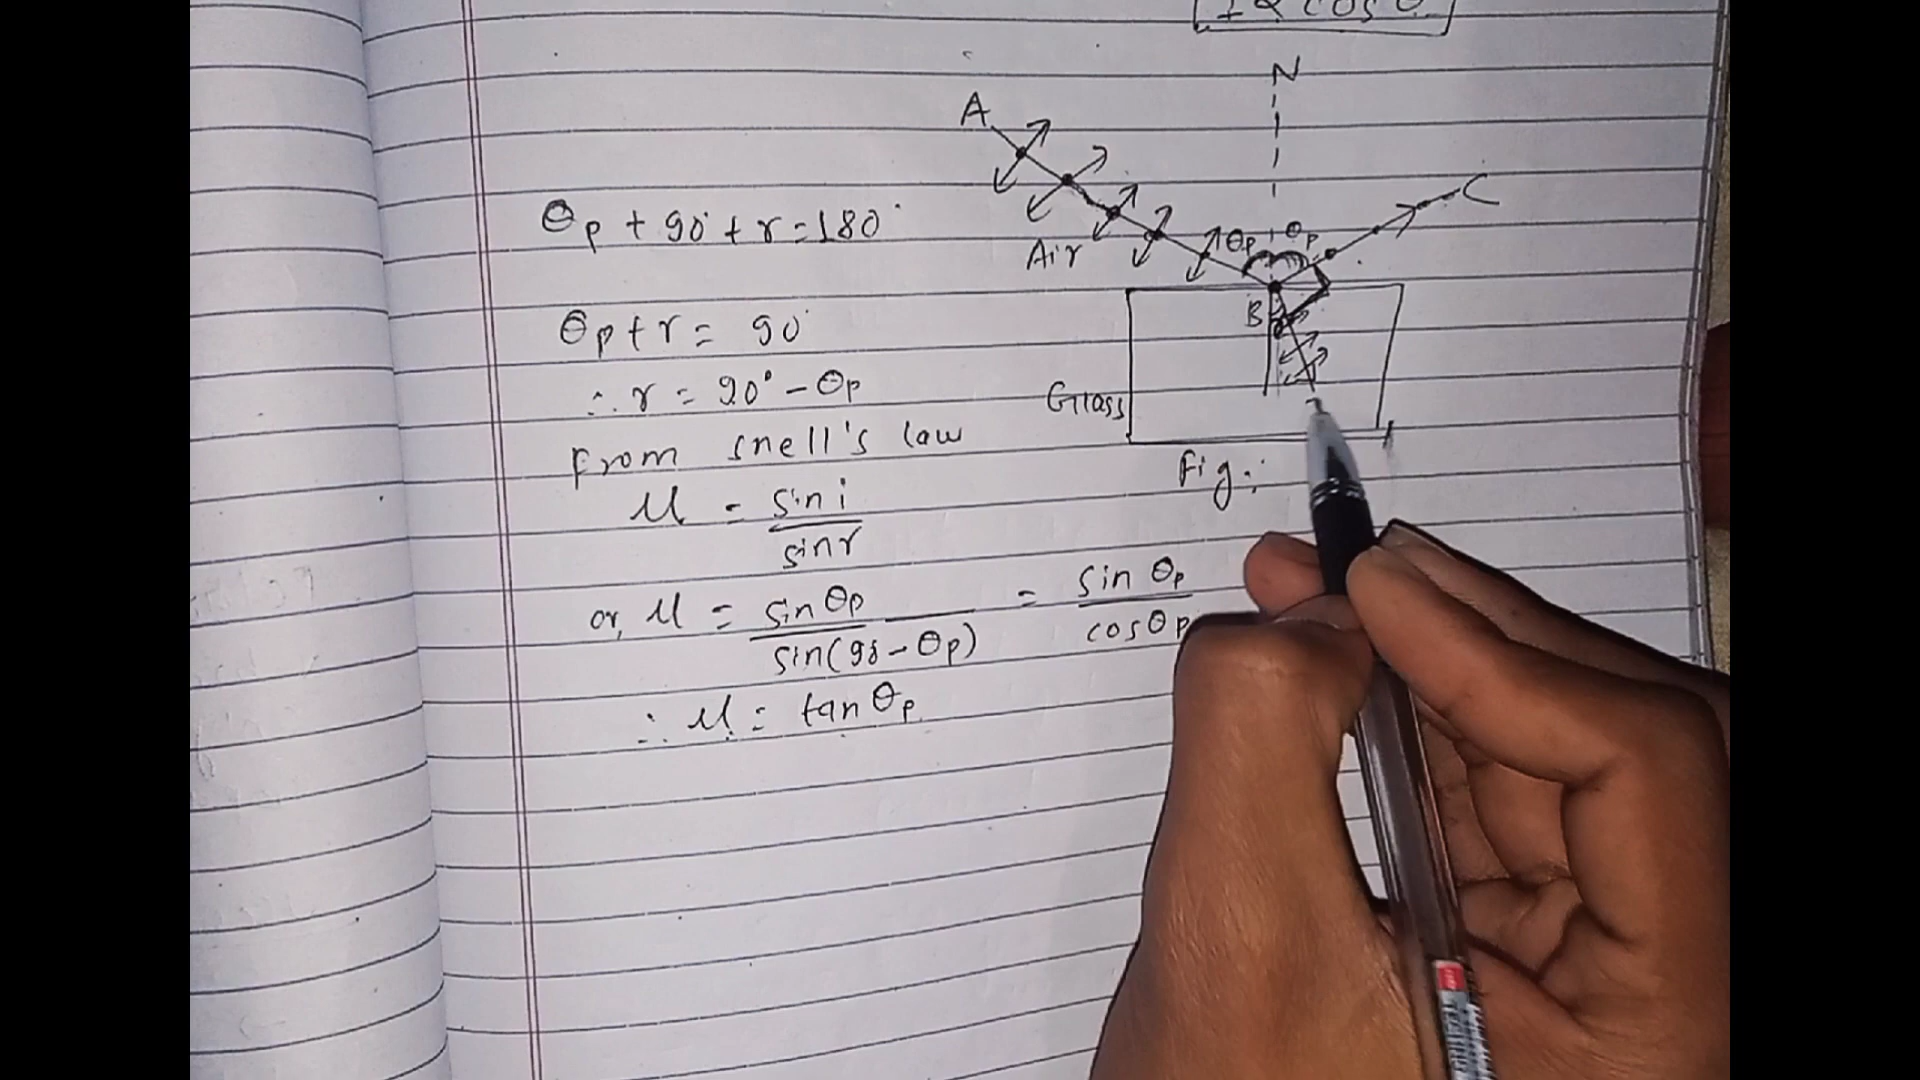 I α cos θ
N
A
C
θp + 90° + r = 180°
θp θp
Air
B
θp + r = 90°
∴ r = 90° - θp
Glass
From snell's law
Fig:
μ = sin i / sin r
or, μ = sin θp / sin(90 - θp) = sin θp / cos θp
∴ μ = tan θp